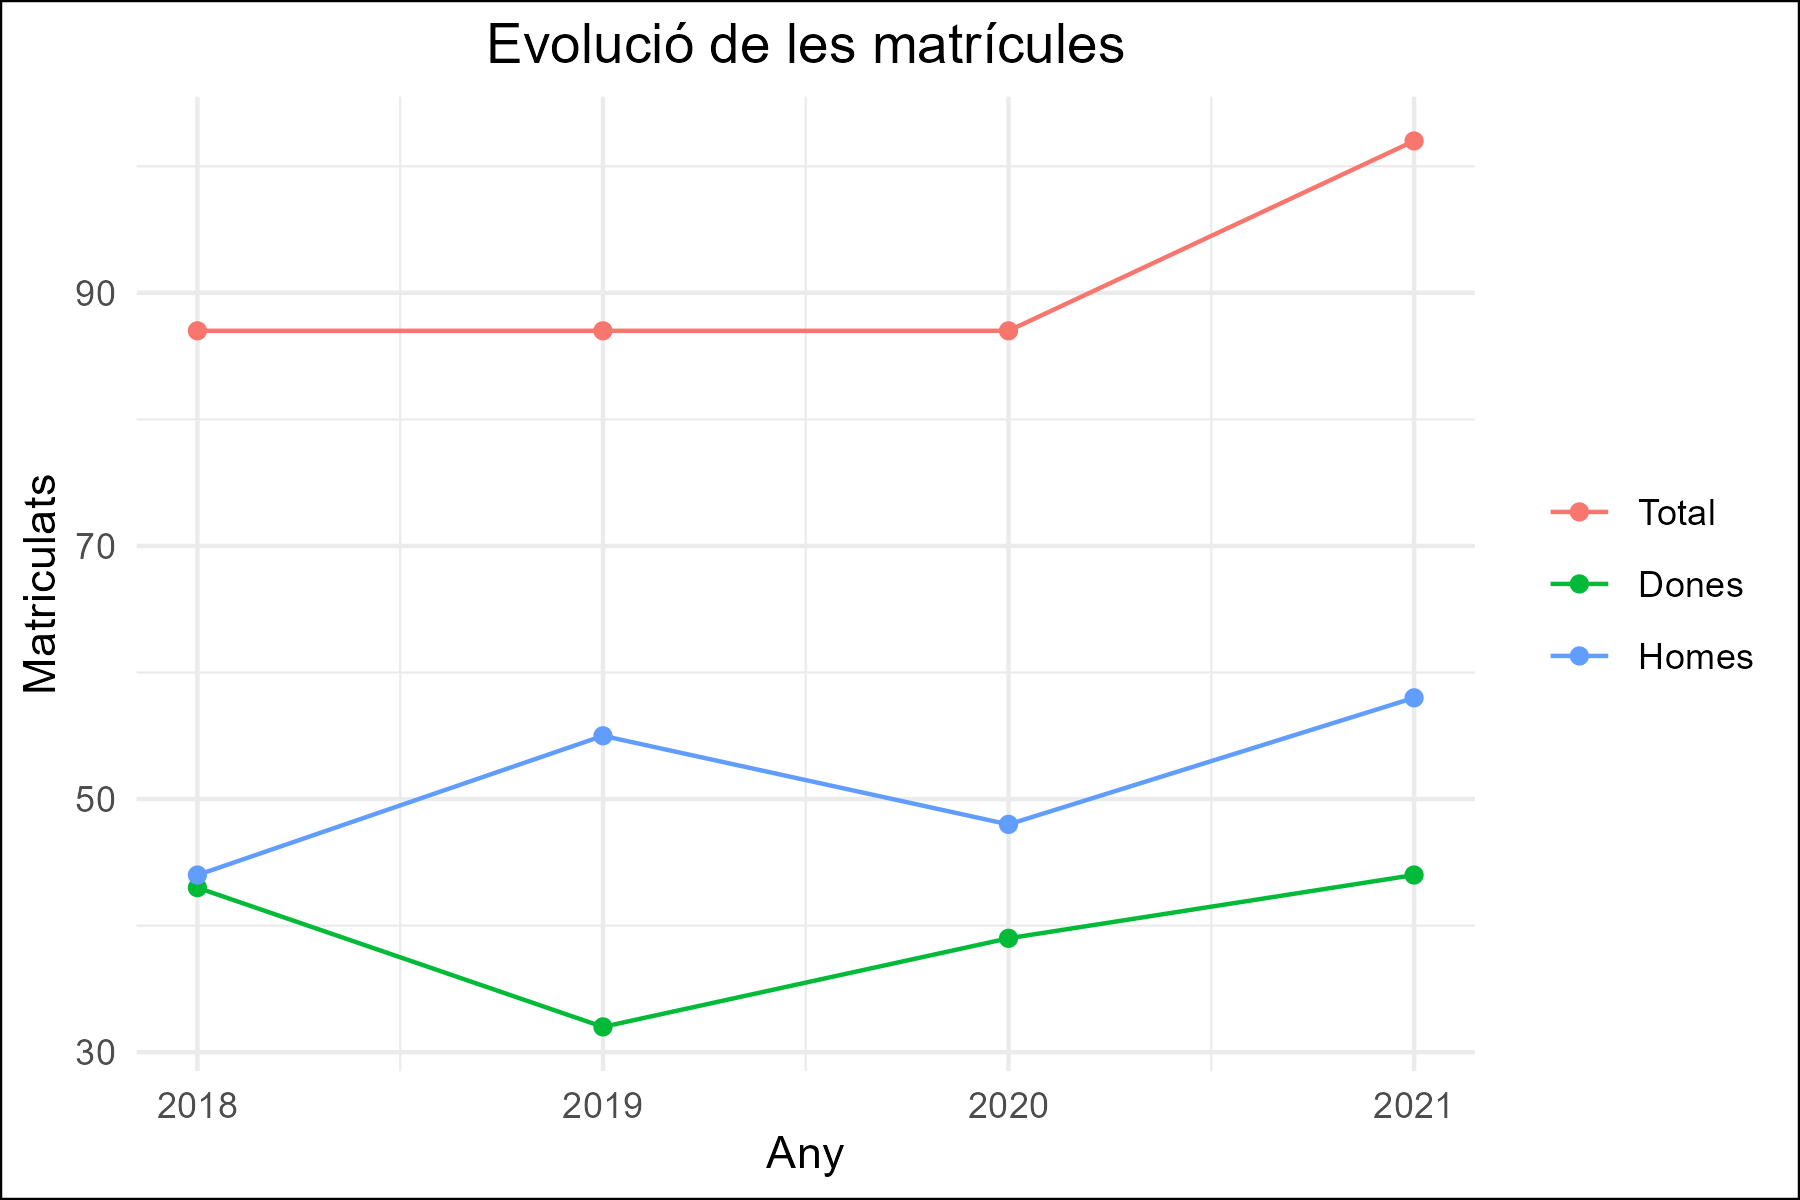 Evolució de les matrícules
Matriculats
90
70
50
30
2018 2019 2020 2021
Any
Total
Dones
Homes